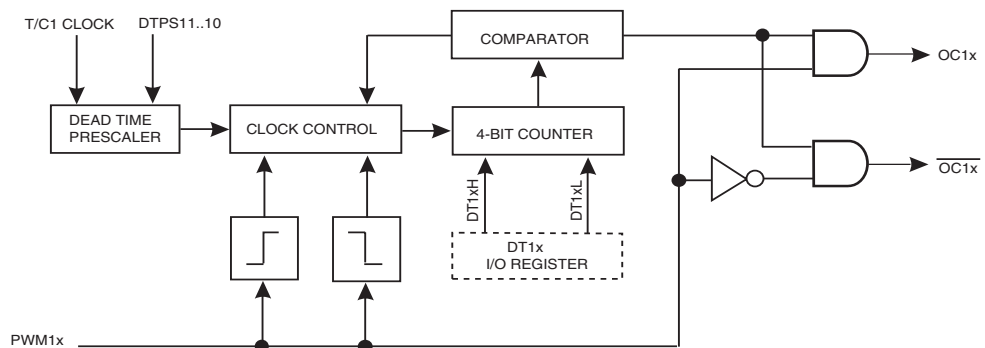 T/C1 CLOCK
DTPS11..10
COMPARATOR
OC1x
DEAD TIME
PRESCALER
CLOCK CONTROL
4-BIT COUNTER
OC1x
DT1xH
DT1xL
DT1x
I/O REGISTER
PWM1x